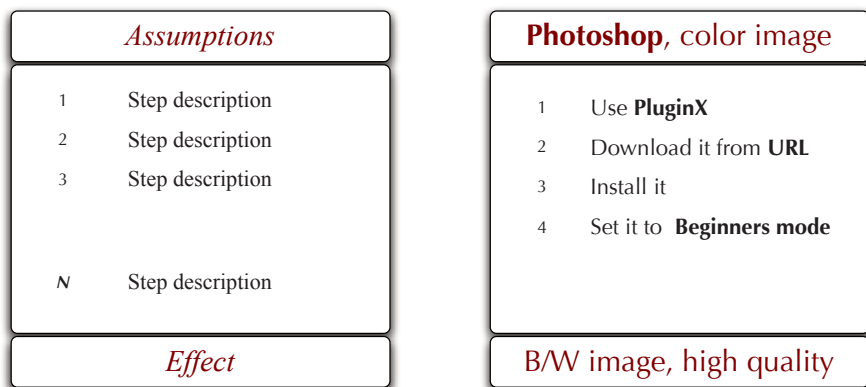 Assumptions
1 Step description
2 Step description
3 Step description
N Step description
Effect
Photoshop, color image
1 Use PluginX
2 Download it from URL
3 Install it
4 Set it to Beginners mode
B/W image, high quality